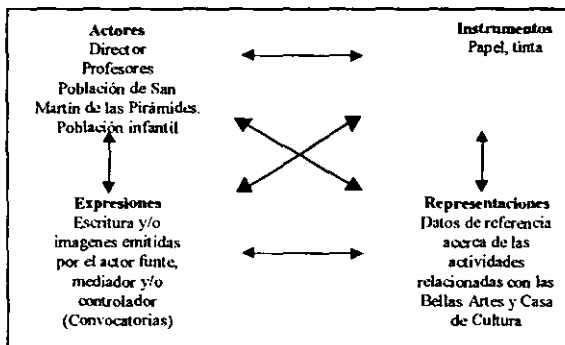 Actores
Director
Profesores
Población de San
Martín de las Pirámides.
Población infantil
Instrumentos
Papel, tinta
Expresiones
Escritura y/o
imagenes emitidas
por el actor funte,
mediador y/o
controlador
(Convocatorias)
Representaciones
Datos de referencia
acerca de las
actividades
relacionadas con las
Bellas Artes y Casa
de Cultura